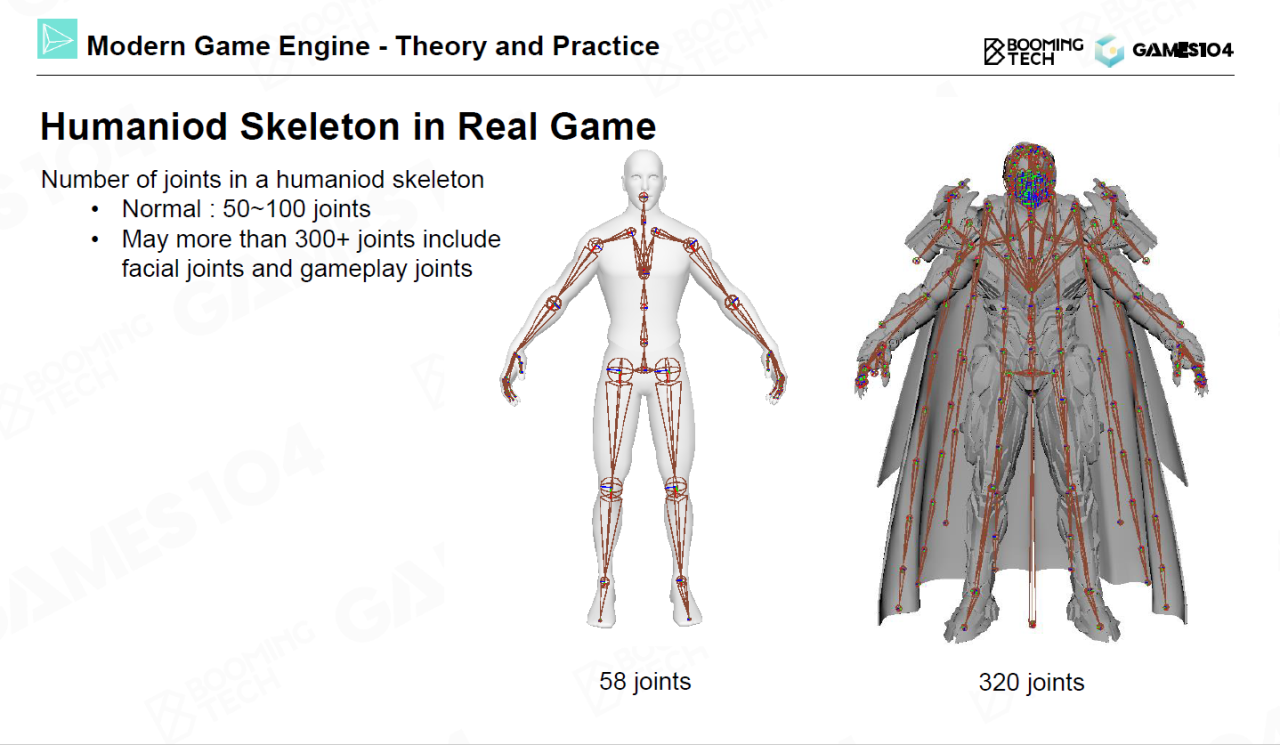 Modern Game Engine - Theory and Practice
BOOMING
TECH
GAMES104
Humaniod Skeleton in Real Game
Number of joints in a humaniod skeleton
• Normal : 50~100 joints
• May more than 300+ joints include
facial joints and gameplay joints
58 joints
320 joints